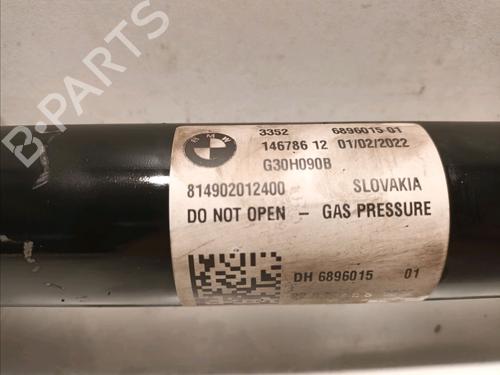 B-PARTS
BMW
3352 6896015-01
146786 12 01/02/2022
G30H090B
814902012400 SLOVAKIA
DO NOT OPEN – GAS PRESSURE
DH 6896015 01